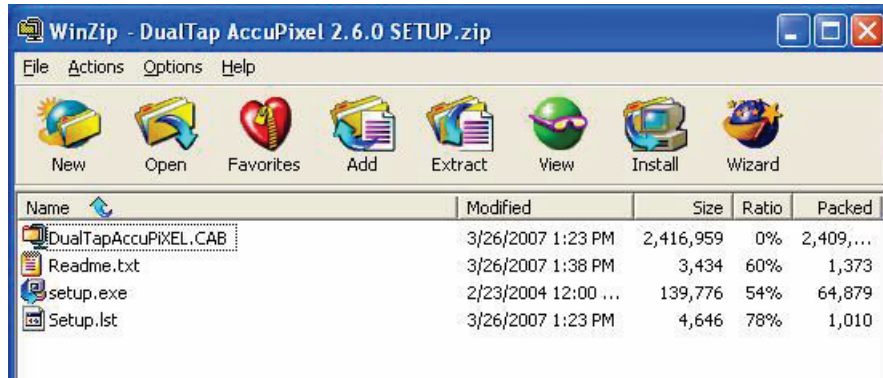 WinZip - DualTap AccuPixel 2.6.0 SETUP.zip
File Actions Options Help
New Open Favorites Add Extract View Install Wizard
Name Modified Size Ratio Packed
DualTapAccuPiXEL.CAB 3/26/2007 1:23 PM 2,416,959 0% 2,409,...
Readme.txt 3/26/2007 1:38 PM 3,434 60% 1,373
setup.exe 2/23/2004 12:00 ... 139,776 54% 64,879
Setup.lst 3/26/2007 1:23 PM 4,646 78% 1,010